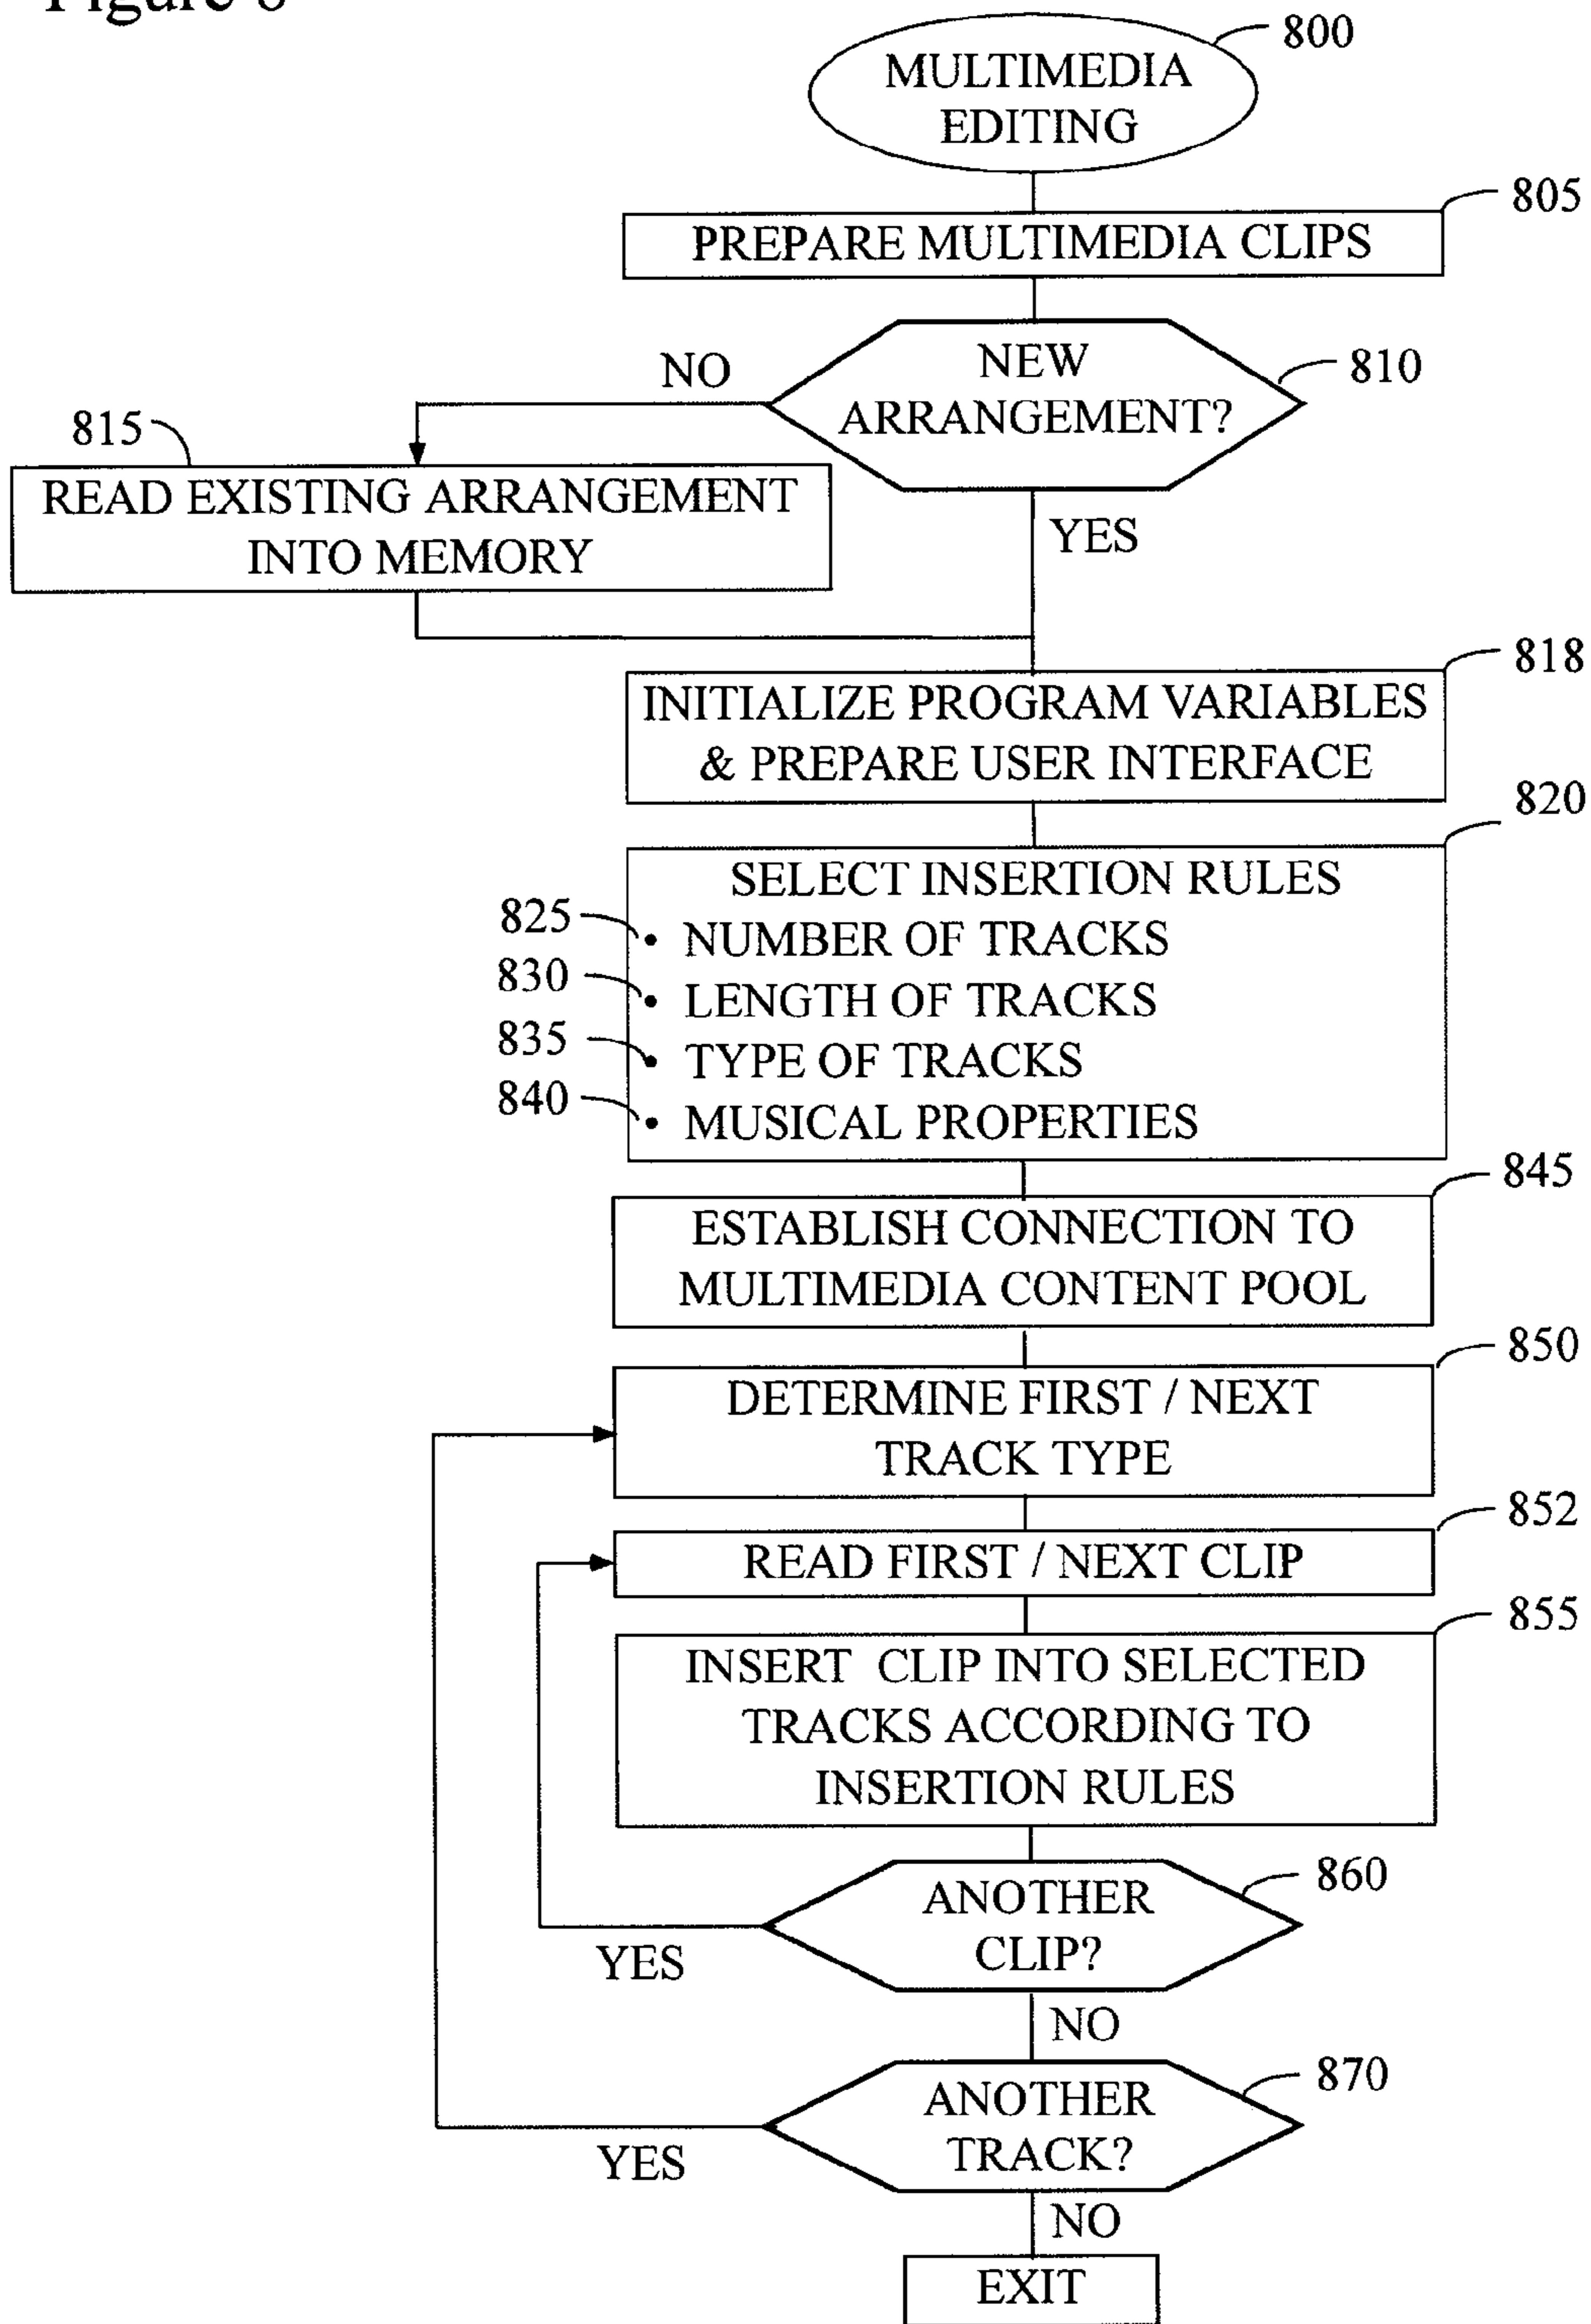 Figure 8
800
MULTIMEDIA
EDITING
805
PREPARE MULTIMEDIA CLIPS
NO
NEW
ARRANGEMENT?
810
815
READ EXISTING ARRANGEMENT
INTO MEMORY
YES
818
INITIALIZE PROGRAM VARIABLES
& PREPARE USER INTERFACE
820
SELECT INSERTION RULES
825
• NUMBER OF TRACKS
830
• LENGTH OF TRACKS
835
• TYPE OF TRACKS
840
• MUSICAL PROPERTIES
845
ESTABLISH CONNECTION TO
MULTIMEDIA CONTENT POOL
850
DETERMINE FIRST / NEXT
TRACK TYPE
852
READ FIRST / NEXT CLIP
855
INSERT CLIP INTO SELECTED
TRACKS ACCORDING TO
INSERTION RULES
860
ANOTHER
CLIP?
YES
NO
870
ANOTHER
TRACK?
YES
NO
EXIT